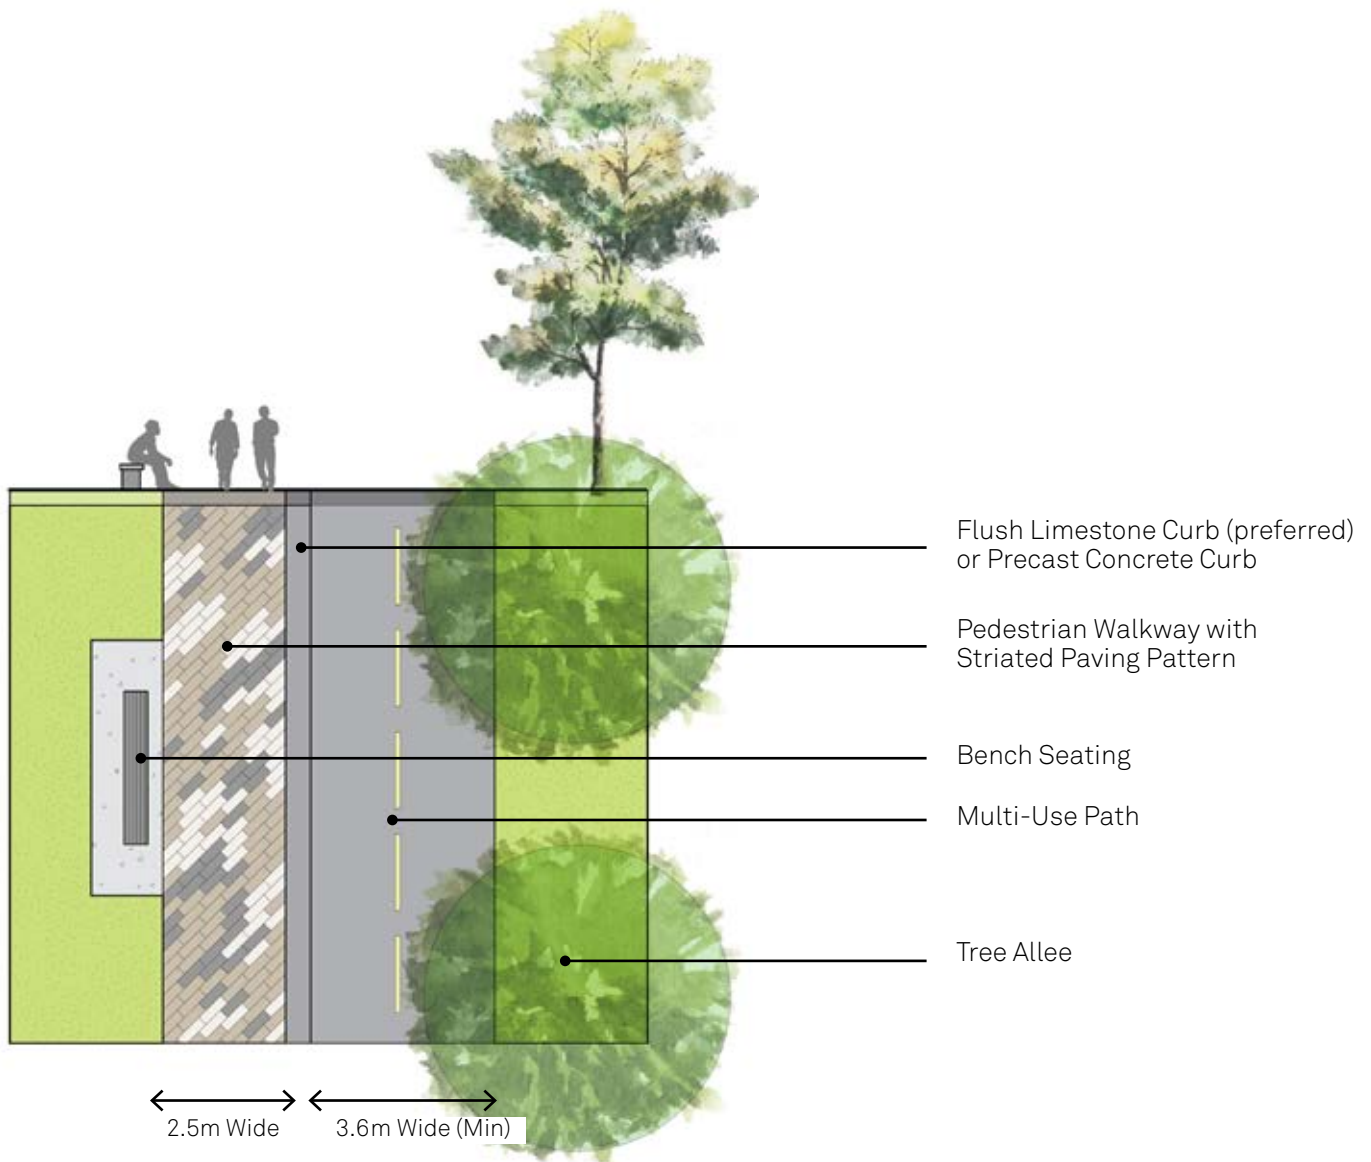 Flush Limestone Curb (preferred)
or Precast Concrete Curb
Pedestrian Walkway with
Striated Paving Pattern
Bench Seating
Multi-Use Path
Tree Allee
2.5m Wide
3.6m Wide (Min)